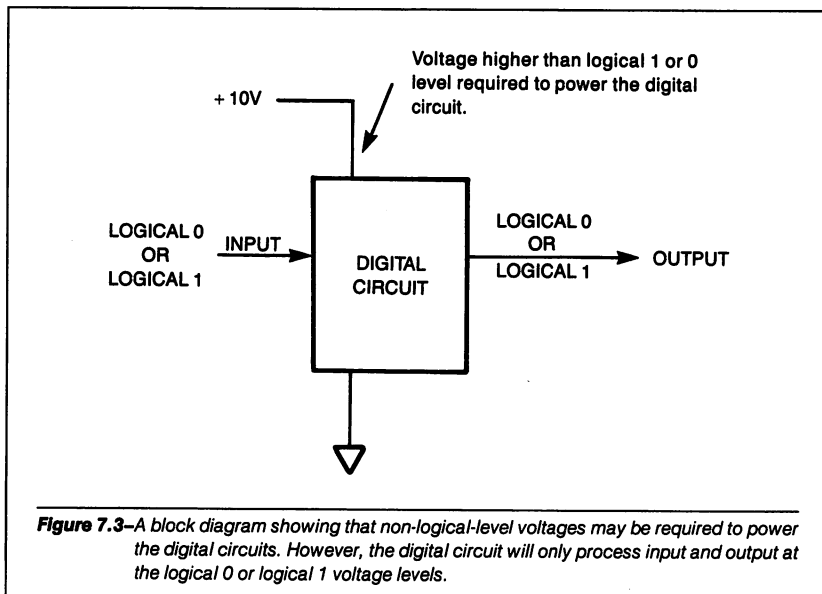 Voltage higher than logical 1 or 0
level required to power the digital
circuit.
+ 10V
LOGICAL 0
OR
LOGICAL 1
INPUT
DIGITAL
CIRCUIT
LOGICAL 0
OR
LOGICAL 1
OUTPUT
Figure 7.3–A block diagram showing that non-logical-level voltages may be required to power
the digital circuits. However, the digital circuit will only process input and output at
the logical 0 or logical 1 voltage levels.